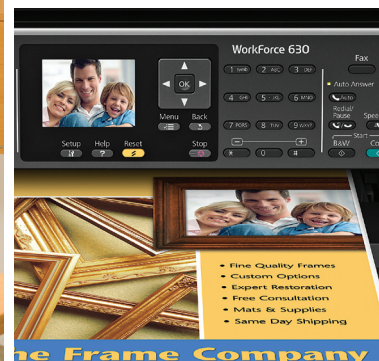 WorkForce 630
Fax
1 2 ABC 3 DEF
Auto Answer
4 GHI 5 JKL 6 MNO
Auto
Menu Back
Redial/
Pause
7 PQRS 8 TUV 9 WXYZ
Setup Help Reset Stop
Start
B&W
* 0 #
• Fine Quality Frames
• Custom Options
• Expert Restoration
• Free Consultation
• Mats & Supplies
• Same Day Shipping
he Frame Company